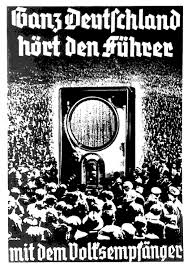 Ganz Deutschland
hört den Führer
mit dem Volksempfänger